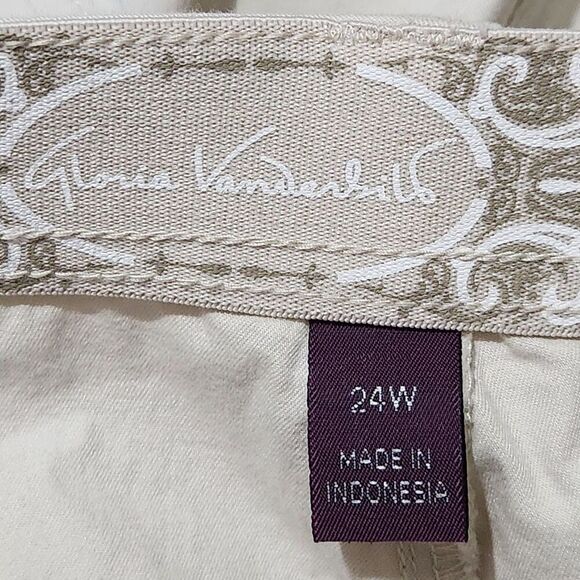 Gloria Vanderbilt
24W
MADE IN
INDONESIA